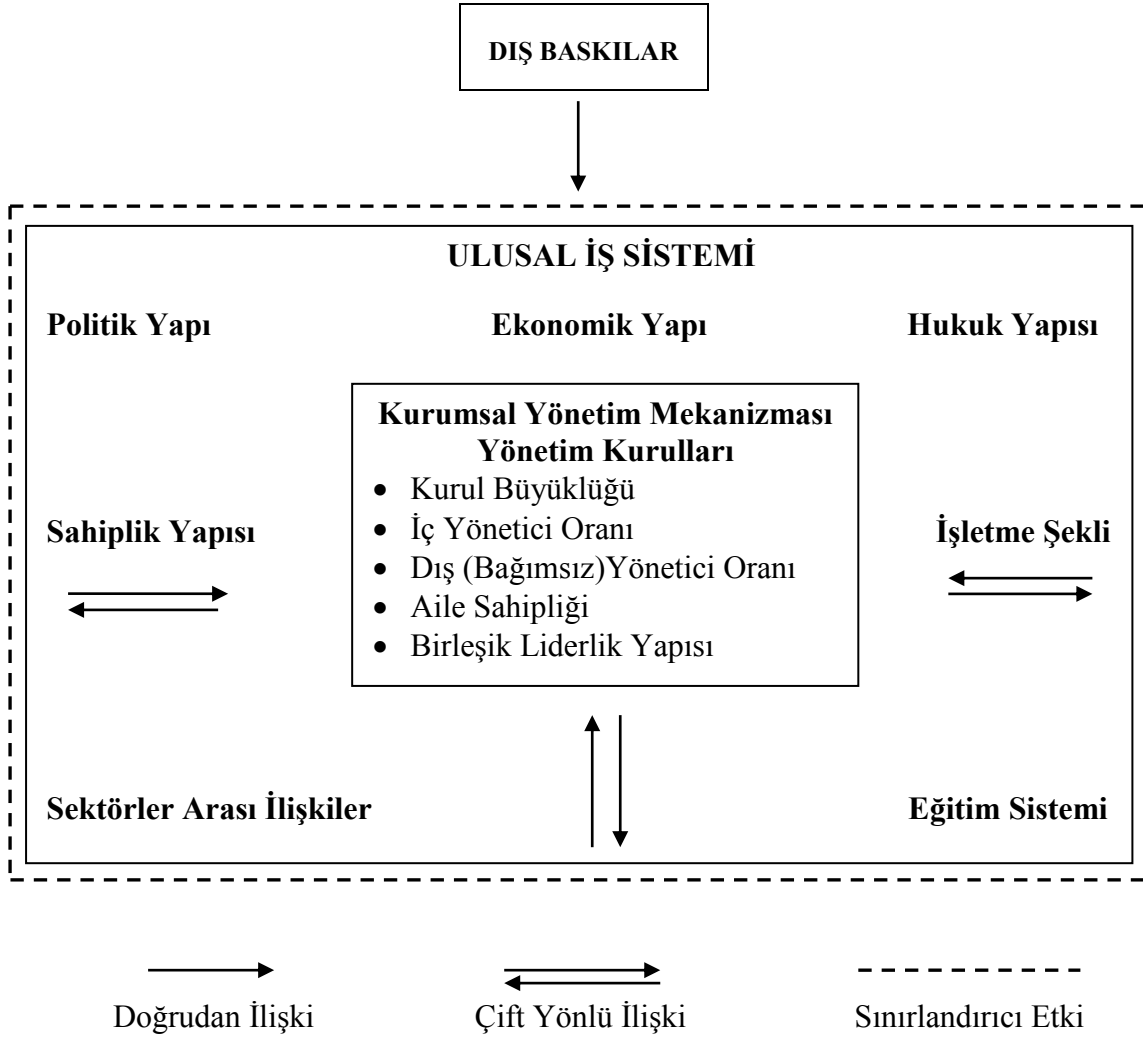 DIŞ BASKILAR
ULUSAL İŞ SİSTEMİ
Politik Yapı
Ekonomik Yapı
Hukuk Yapısı
Kurumsal Yönetim Mekanizması
Yönetim Kurulları
• Kurul Büyüklüğü
• İç Yönetici Oranı
• Dış (Bağımsız)Yönetici Oranı
• Aile Sahipliği
• Birleşik Liderlik Yapısı
Sahiplik Yapısı
İşletme Şekli
Sektörler Arası İlişkiler
Eğitim Sistemi
Doğrudan İlişki
Çift Yönlü İlişki
Sınırlandırıcı Etki